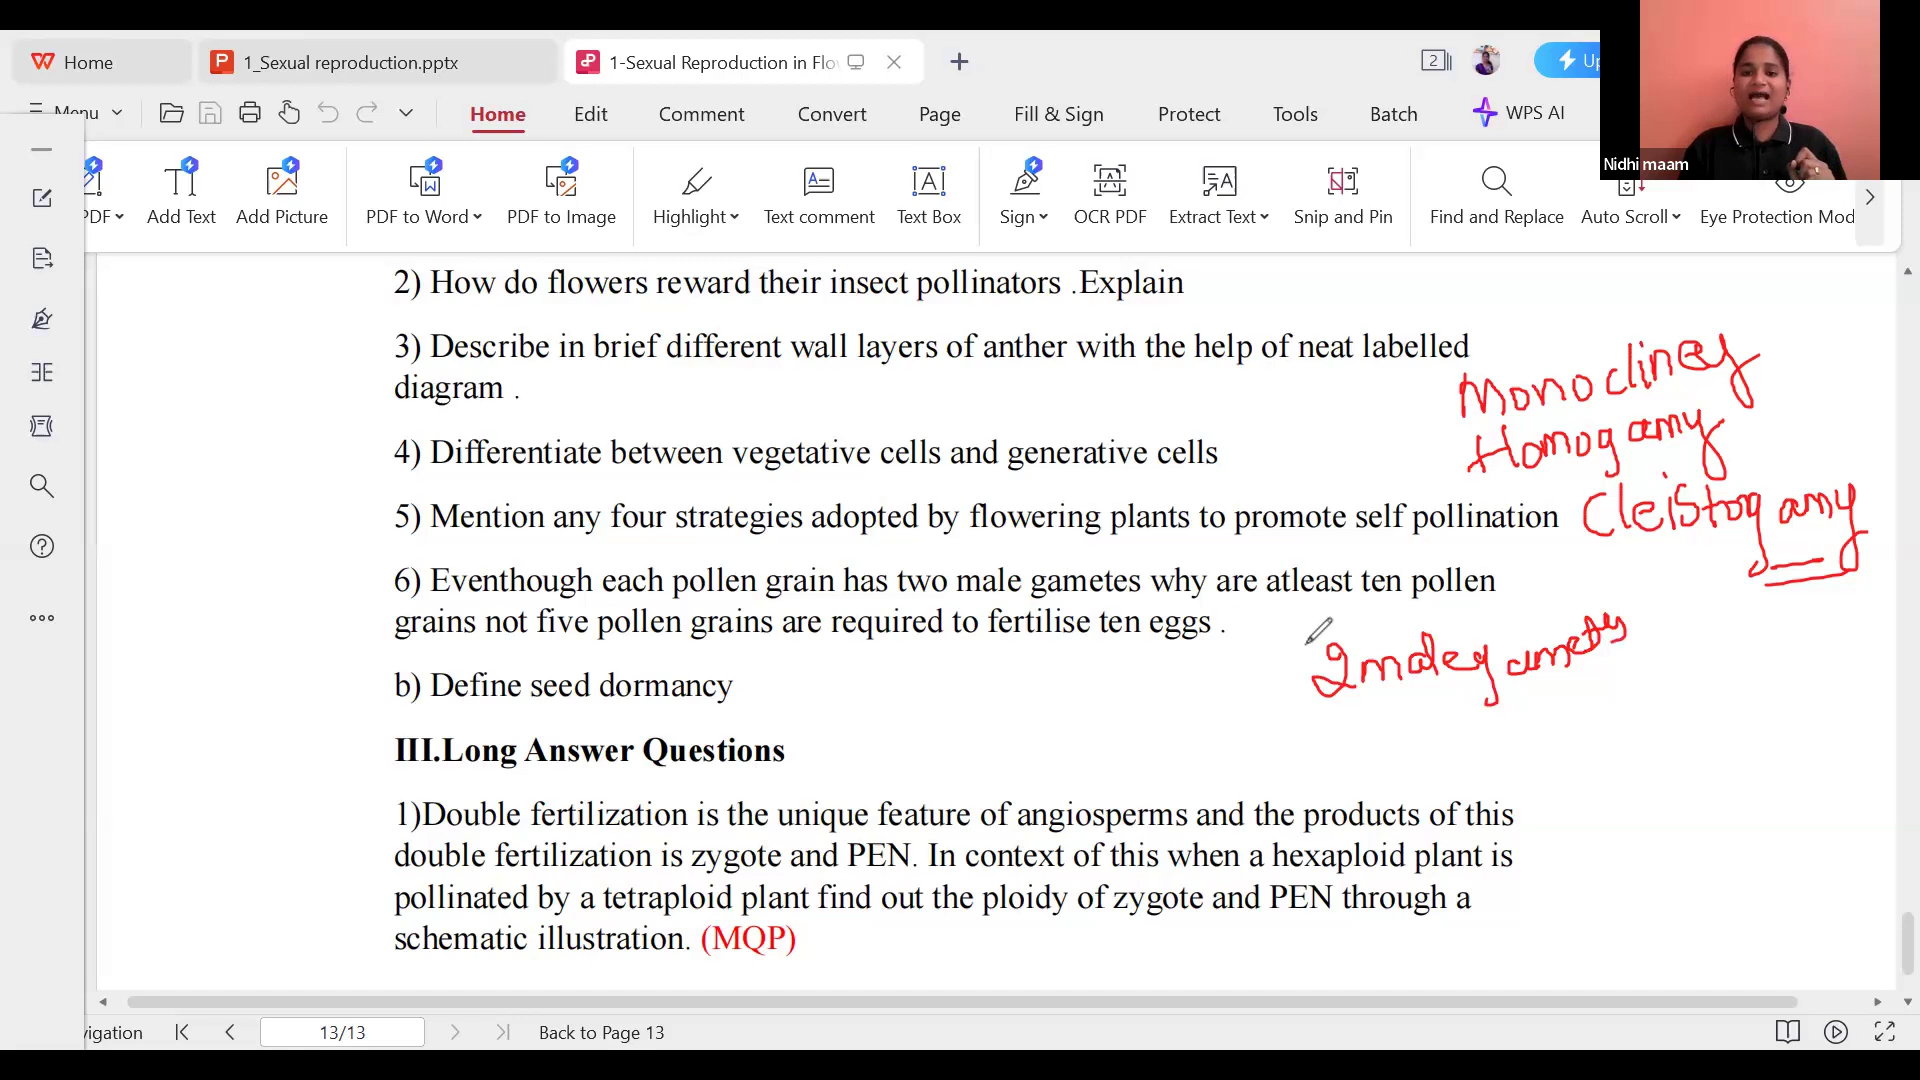 Home
1_Sexual reproduction.pptx
1-Sexual Reproduction in Flo
2
Up
Menu
Home
Edit
Comment
Convert
Page
Fill & Sign
Protect
Tools
Batch
WPS AI
Nidhi maam
PDF
Add Text
Add Picture
PDF to Word
PDF to Image
Highlight
Text comment
Text Box
Sign
OCR PDF
Extract Text
Snip and Pin
Find and Replace
Auto Scroll
Eye Protection Mod
2) How do flowers reward their insect pollinators .Explain
3) Describe in brief different wall layers of anther with the help of neat labelled
diagram .
Monocliney
Homogamy
4) Differentiate between vegetative cells and generative cells
5) Mention any four strategies adopted by flowering plants to promote self pollination
Cleistogamy
6) Eventhough each pollen grain has two male gametes why are atleast ten pollen
grains not five pollen grains are required to fertilise ten eggs .
2 male gametes
b) Define seed dormancy
III.Long Answer Questions
1)Double fertilization is the unique feature of angiosperms and the products of this
double fertilization is zygote and PEN. In context of this when a hexaploid plant is
pollinated by a tetraploid plant find out the ploidy of zygote and PEN through a
schematic illustration. (MQP)
vigation
13/13
Back to Page 13